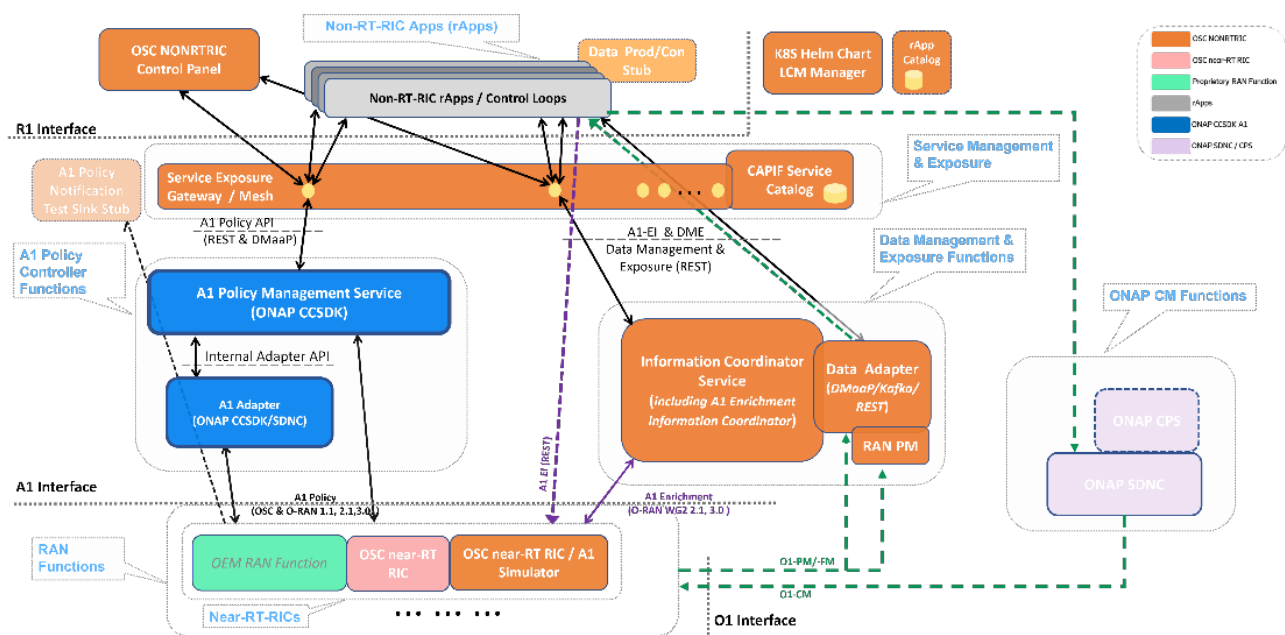 Non-RT-RIC Apps (rApps)
OSC NONRTRIC
Control Panel
Data Prod/Con
Stub
K8S Helm Chart
LCM Manager
rApp
Catalog
OSC NONRTRIC
OSC near-RT RIC
Proprietary RAN Function
rApps
ONAP CCSDK A1
ONAP SDNC / CPS
Non-RT-RIC rApps / Control Loops
R1 Interface
Service Management
& Exposure
A1 Policy
Notification
Test Sink Stub
Service Exposure
Gateway / Mesh
CAPIF Service
Catalog
A1 Policy API
(REST & DMaaP)
A1-EI & DME
Data Management &
Exposure (REST)
Data Management &
Exposure Functions
A1 Policy
Controller
Functions
A1 Policy Management Service
(ONAP CCSDK)
ONAP CM Functions
Internal Adapter API
Information Coordinator
Service
(including A1 Enrichment
Information Coordinator)
Data Adapter
(DMaaP/Kafka/
REST)
RAN PM
A1 Adapter
(ONAP CCSDK/SDNC)
ONAP CPS
ONAP SDNC
A1 EI (REST)
A1 Interface
A1 Policy
(OSC & O-RAN 1.1, 2.1,3.0)
A1 Enrichment
(O-RAN WG2 2.1, 3.0 )
RAN
Functions
OEM RAN Function
OSC near-RT
RIC
OSC near-RT RIC / A1
Simulator
O1-PM/-FM
O1-CM
Near-RT-RICs
O1 Interface